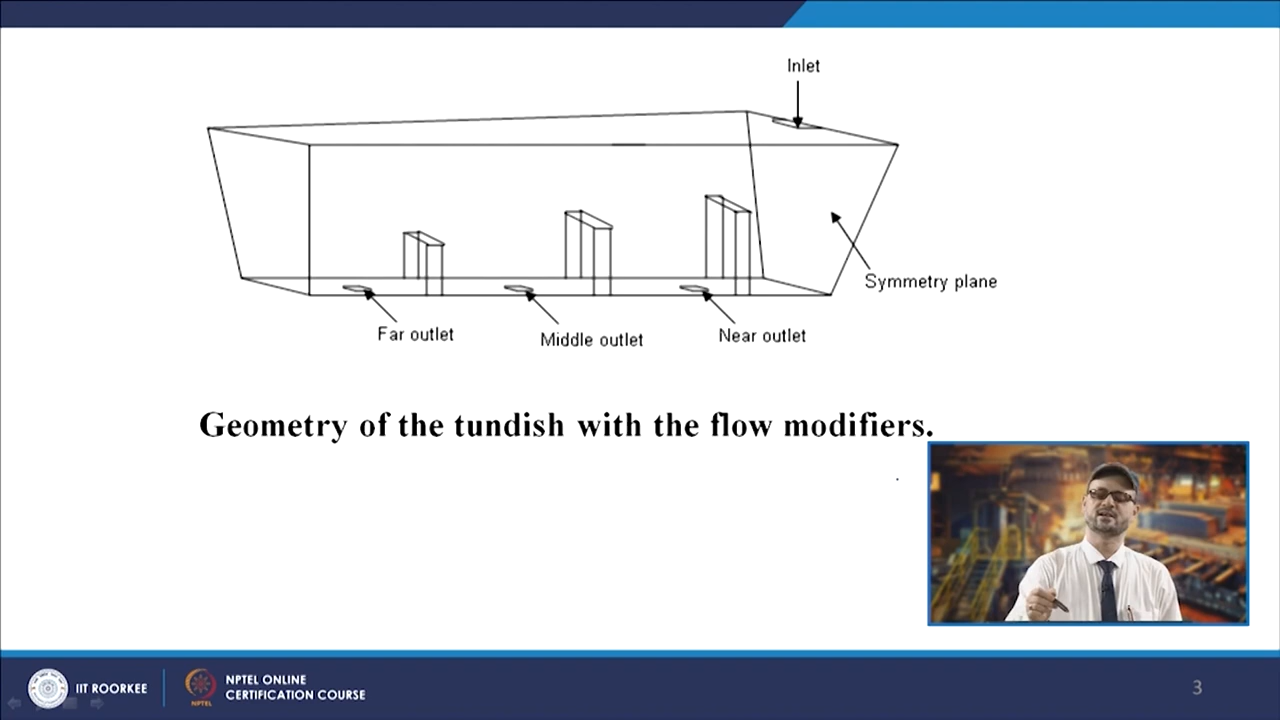 Inlet
Symmetry plane
Far outlet
Middle outlet
Near outlet
Geometry of the tundish with the flow modifiers.
IIT ROORKEE
NPTEL
NPTEL ONLINE
CERTIFICATION COURSE
3